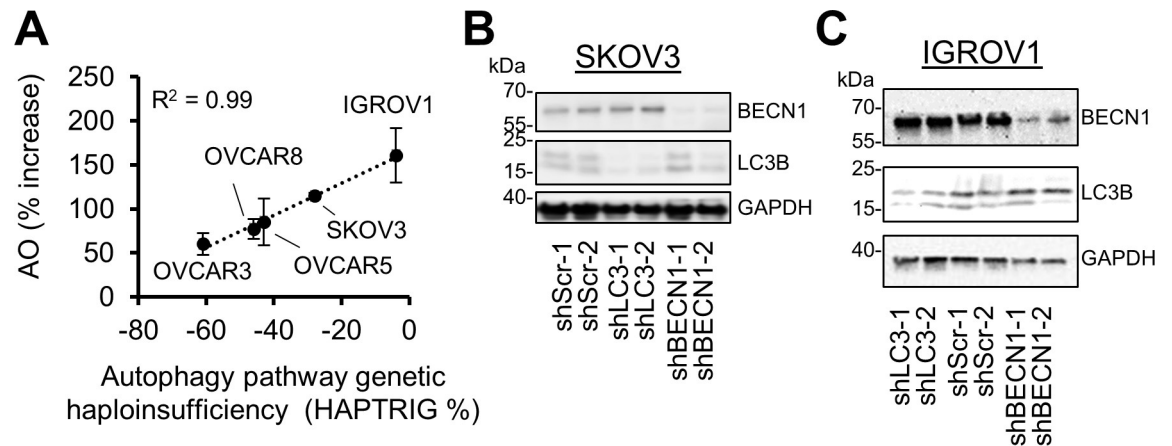 A
AO (% increase)
250
200
150
100
50
0
R² = 0.99
IGROV1
OVCAR8
SKOV3
OVCAR5
OVCAR3
-80 -60 -40 -20 0
Autophagy pathway genetic
haploinsufficiency (HAPTRIG %)
B
SKOV3
kDa
70-
BECN1
55-
25-
LC3B
15-
40-
GAPDH
shScr-1
shScr-2
shLC3-1
shLC3-2
shBECN1-1
shBECN1-2
C
IGROV1
kDa
70-
BECN1
55-
25-
LC3B
15-
40-
GAPDH
shLC3-1
shLC3-2
shScr-1
shScr-2
shBECN1-1
shBECN1-2